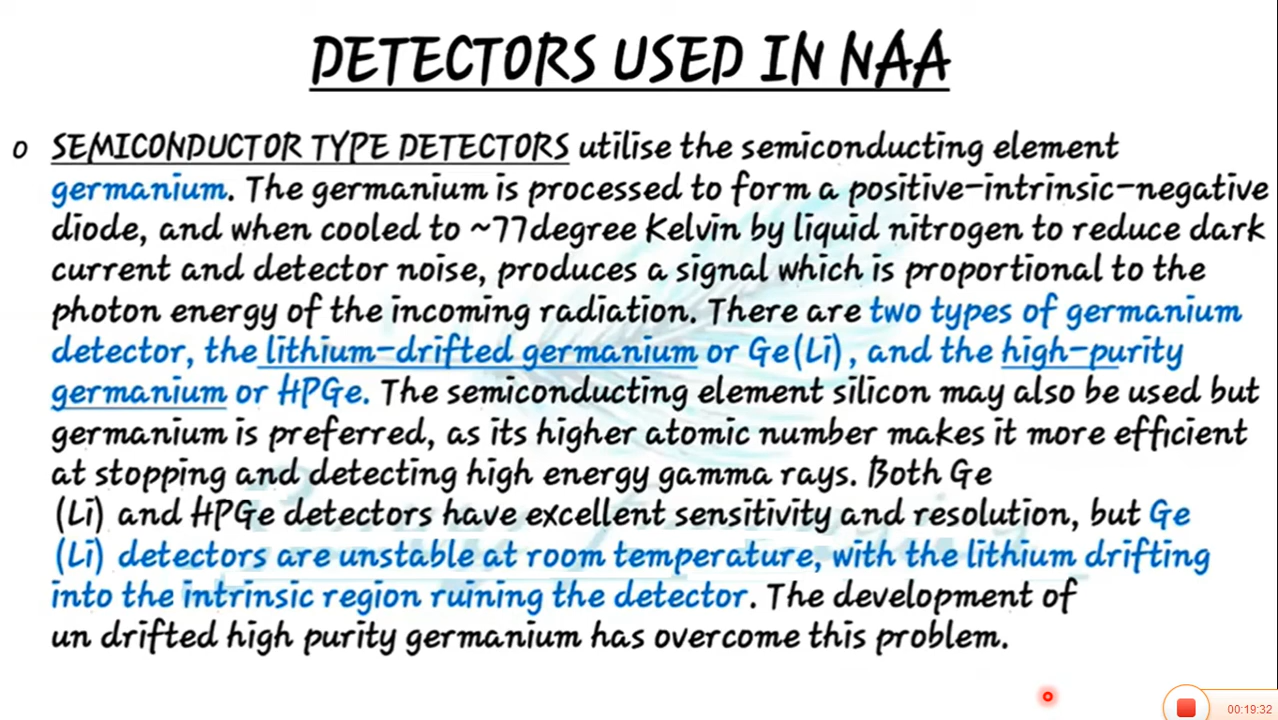 DETECTORS USED IN NAA
o SEMICONDUCTOR TYPE DETECTORS utilise the semiconducting element
germanium. The germanium is processed to form a positive-intrinsic-negative
diode, and when cooled to ~77degree Kelvin by liquid nitrogen to reduce dark
current and detector noise, produces a signal which is proportional to the
photon energy of the incoming radiation. There are two types of germanium
detector, the lithium-drifted germanium or Ge(Li), and the high-purity
germanium or HPGe. The semiconducting element silicon may also be used but
germanium is preferred, as its higher atomic number makes it more efficient
at stopping and detecting high energy gamma rays. Both Ge
(Li) and HPGe detectors have excellent sensitivity and resolution, but Ge
(Li) detectors are unstable at room temperature, with the lithium drifting
into the intrinsic region ruining the detector. The development of
un drifted high purity germanium has overcome this problem.
00:19:32